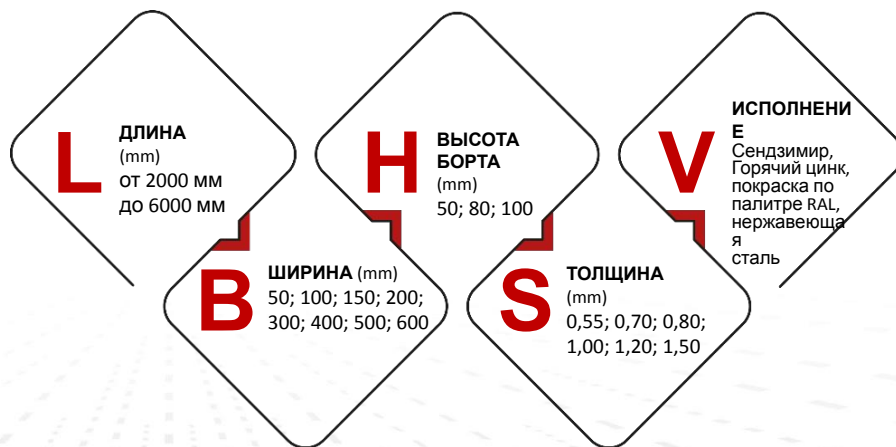 L
ДЛИНА
(mm)
от 2000 мм
до 6000 мм
B
ШИРИНА (mm)
50; 100; 150; 200;
300; 400; 500; 600
H
ВЫСОТА
БОРТА
(mm)
50; 80; 100
S
ТОЛЩИНА
(mm)
0,55; 0,70; 0,80;
1,00; 1,20; 1,50
V
ИСПОЛНЕНИ
Е
Сендзимир,
Горячий цинк,
покраска по
палитре RAL,
нержавеюща
я
сталь